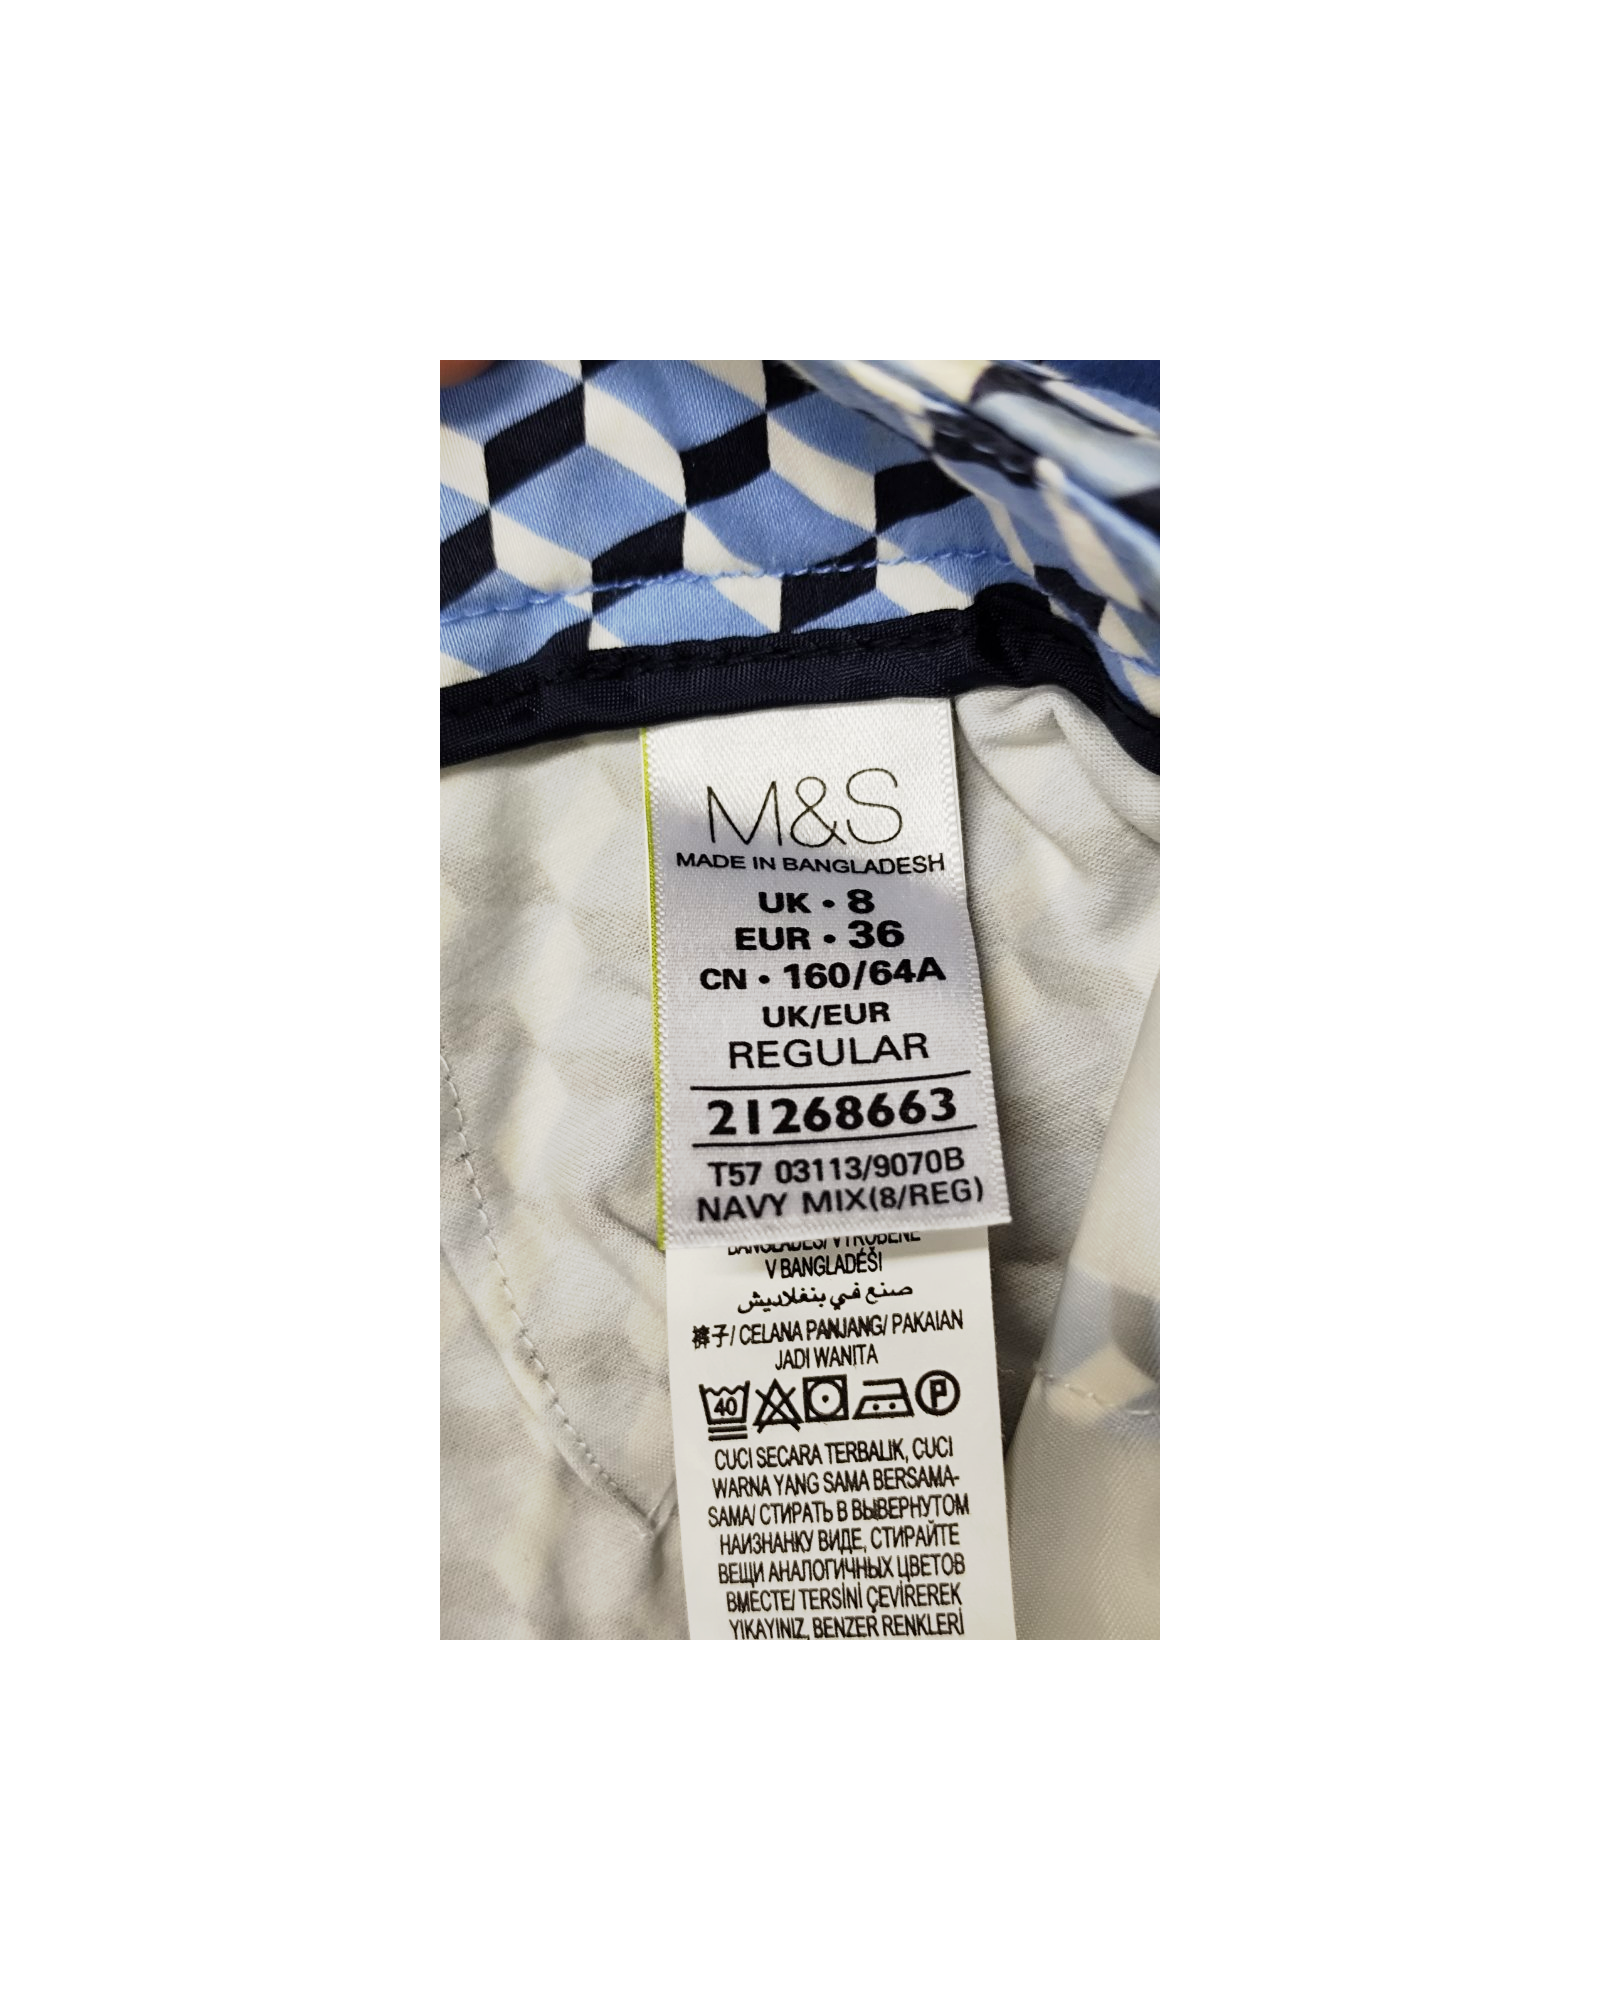 M&S
MADE IN BANGLADESH
UK • 8
EUR • 36
CN • 160/64A
UK/EUR
REGULAR
21268663
T57 03113/9070B
NAVY MIX(8/REG)
BANGLADEŠ/ VYROBENE
V BANGLADÉŠI
صنع في بنغلاديش
裤子/ CELANA PANJANG/ PAKAIAN
JADI WANITA
40
P
CUCI SECARA TERBALIK, CUCI
WARNA YANG SAMA BERSAMA-
SAMA/ СТИРАТЬ В ВЫВЕРНУТОМ
НАИЗНАНКУ ВИДЕ, СТИРАЙТЕ
ВЕЩИ АНАЛОГИЧНЫХ ЦВЕТОВ
ВМЕСТЕ/ TERSİNİ ÇEVİREREK
YIKAYINIZ, BENZER RENKLERİ